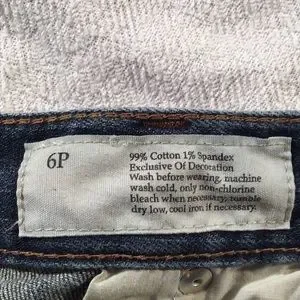 6P
99% Cotton 1% Spandex
Exclusive Of Decoration
Wash before wearing, machine
wash cold, only non-chlorine
bleach when necessary, tumble
dry low, cool iron if necessary.